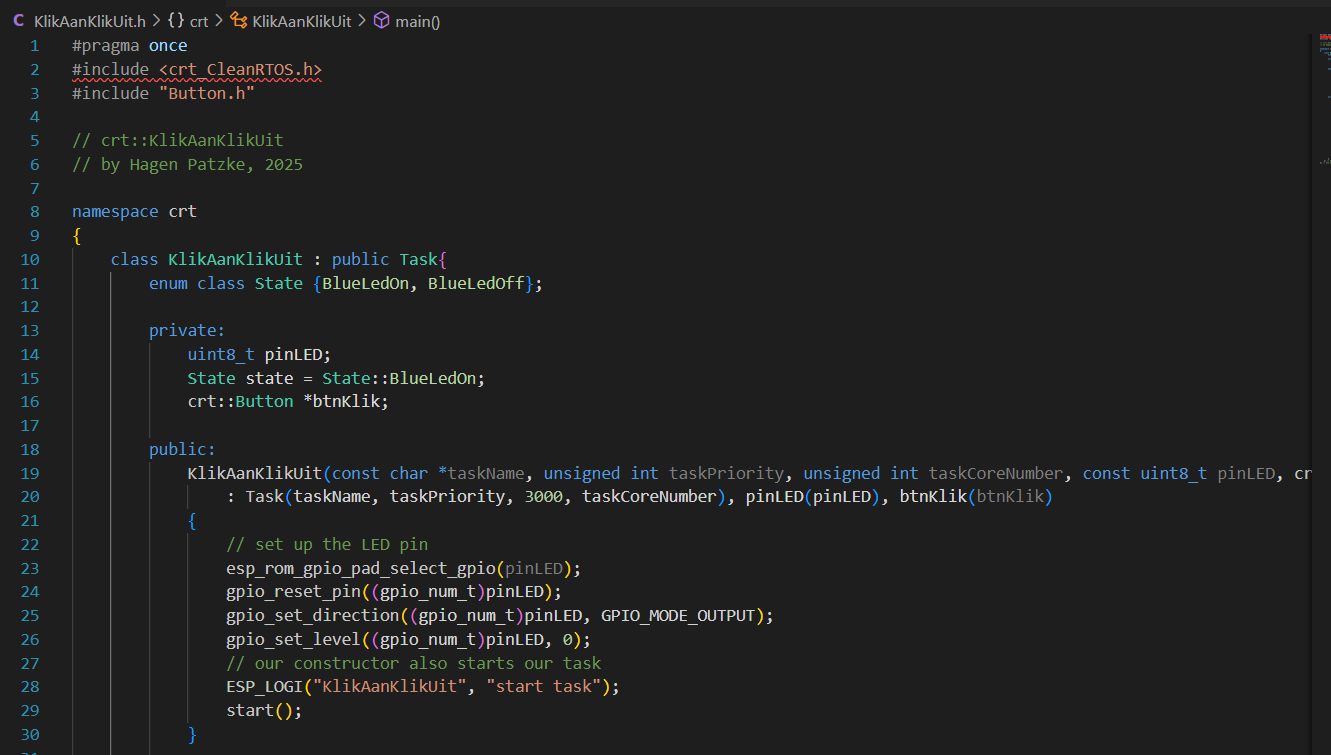 C KlikAanKlikUit.h > {} crt > KlikAanKlikUit > main()
1 #pragma once
2 #include <crt_CleanRTOS.h>
3 #include "Button.h"
4
5 // crt::KlikAanKlikUit
6 // by Hagen Patzke, 2025
7
8 namespace crt
9 {
10 class KlikAanKlikUit : public Task{
11 enum class State {BlueLedOn, BlueLedOff};
12
13 private:
14 uint8_t pinLED;
15 State state = State::BlueLedOn;
16 crt::Button *btnKlik;
17
18 public:
19 KlikAanKlikUit(const char *taskName, unsigned int taskPriority, unsigned int taskCoreNumber, const uint8_t pinLED, cr
20 : Task(taskName, taskPriority, 3000, taskCoreNumber), pinLED(pinLED), btnKlik(btnKlik)
21 {
22 // set up the LED pin
23 esp_rom_gpio_pad_select_gpio(pinLED);
24 gpio_reset_pin((gpio_num_t)pinLED);
25 gpio_set_direction((gpio_num_t)pinLED, GPIO_MODE_OUTPUT);
26 gpio_set_level((gpio_num_t)pinLED, 0);
27 // our constructor also starts our task
28 ESP_LOGI("KlikAanKlikUit", "start task");
29 start();
30 }